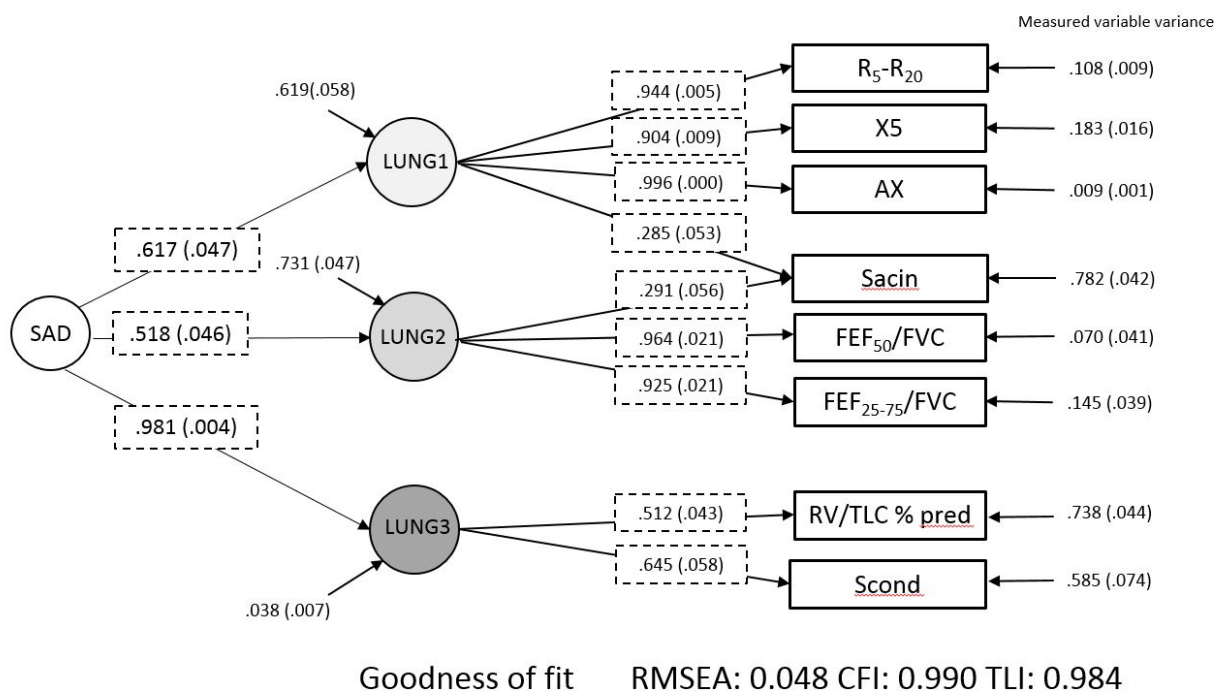 Measured variable variance
.944 (.005)
R5-R20
.108 (.009)
.619(.058)
.904 (.009)
X5
.183 (.016)
LUNG1
.996 (.000)
AX
.009 (.001)
.617 (.047)
.285 (.053)
.731 (.047)
.291 (.056)
Sacin
.782 (.042)
SAD
.518 (.046)
LUNG2
.964 (.021)
FEF50/FVC
.070 (.041)
.925 (.021)
FEF25-75/FVC
.145 (.039)
.981 (.004)
LUNG3
.512 (.043)
RV/TLC % pred
.738 (.044)
.645 (.058)
Scond
.585 (.074)
.038 (.007)
Goodness of fit RMSEA: 0.048 CFI: 0.990 TLI: 0.984